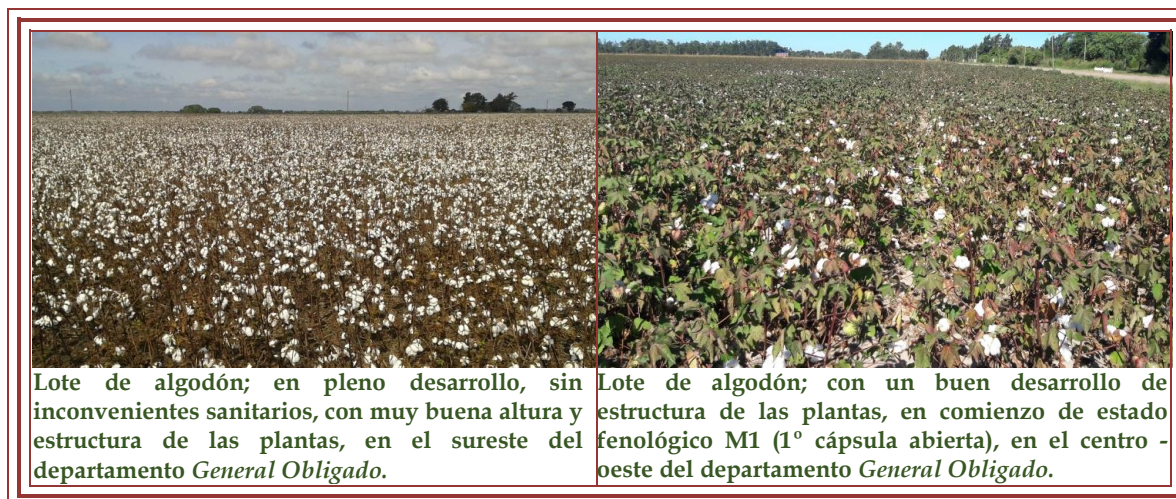 Lote de algodón; en pleno desarrollo, sin
inconvenientes sanitarios, con muy buena altura y
estructura de las plantas, en el sureste del
departamento General Obligado.
Lote de algodón; con un buen desarrollo de
estructura de las plantas, en comienzo de estado
fenológico M1 (1º cápsula abierta), en el centro -
oeste del departamento General Obligado.